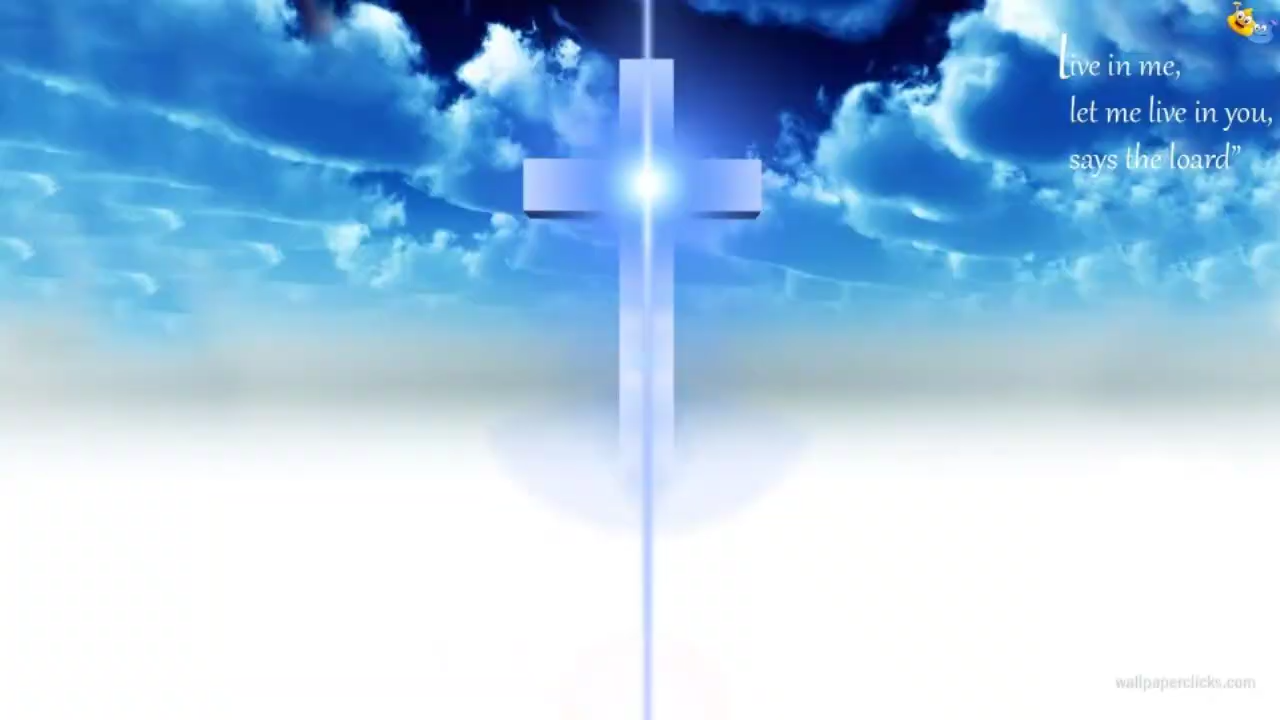 Live in me,
let me live in you,
says the loard”
wallpaperclicks.com